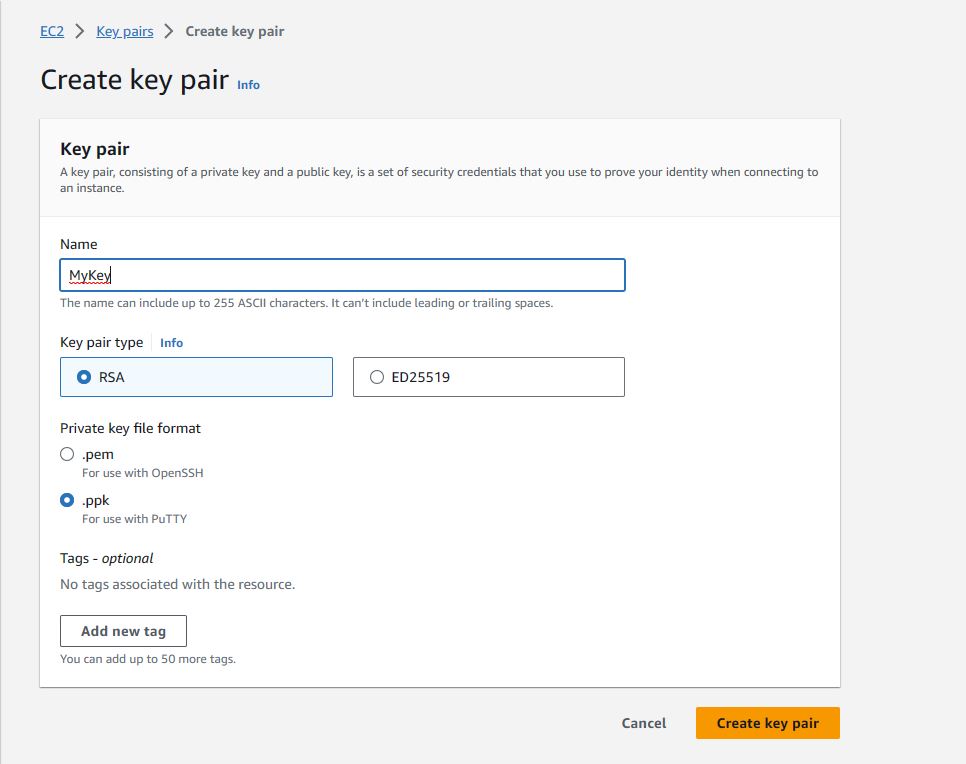 EC2 > Key pairs > Create key pair
Create key pair Info
Key pair
A key pair, consisting of a private key and a public key, is a set of security credentials that you use to prove your identity when connecting to
an instance.
Name
MyKey
The name can include up to 255 ASCII characters. It can't include leading or trailing spaces.
Key pair type Info
RSA ED25519
Private key file format
.pem
For use with OpenSSH
.ppk
For use with PuTTY
Tags - optional
No tags associated with the resource.
Add new tag
You can add up to 50 more tags.
Cancel Create key pair